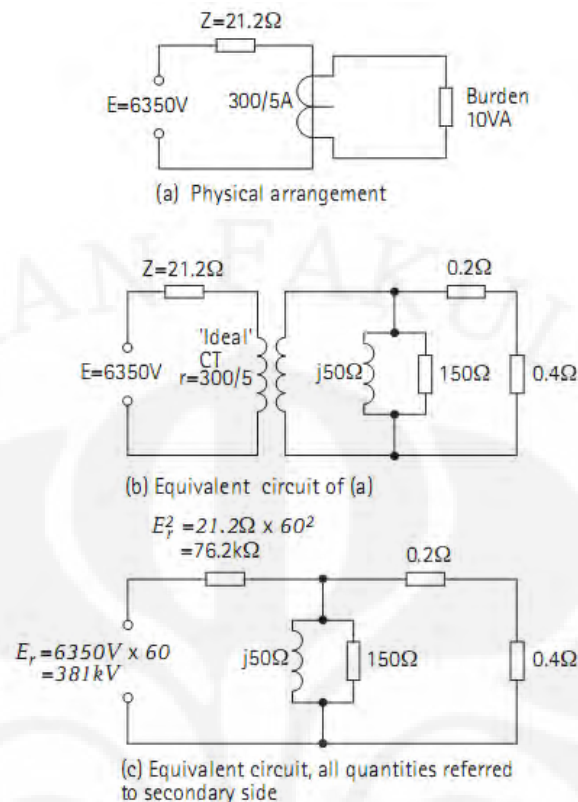 Z=21.2Ω
E=6350V
300/5A
Burden
10VA
(a) Physical arrangement
AN FAKUL
Z=21.2Ω
0.2Ω
'Ideal'
CT
r=300/5
E=6350V
j50Ω
150Ω
0.4Ω
(b) Equivalent circuit of (a)
E²ᵣ =21.2Ω x 60²
=76.2kΩ
0.2Ω
Eᵣ =6350V x 60
=381kV
j50Ω
150Ω
0.4Ω
(c) Equivalent circuit, all quantities referred
to secondary side